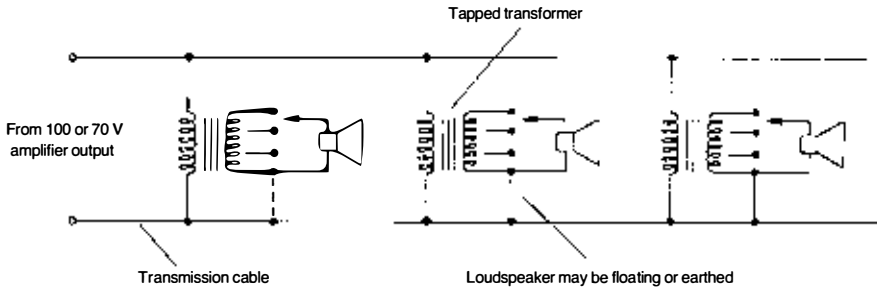 Tapped transformer
From 100 or 70 V
amplifier output
Transmission cable
Loudspeaker may be floating or earthed